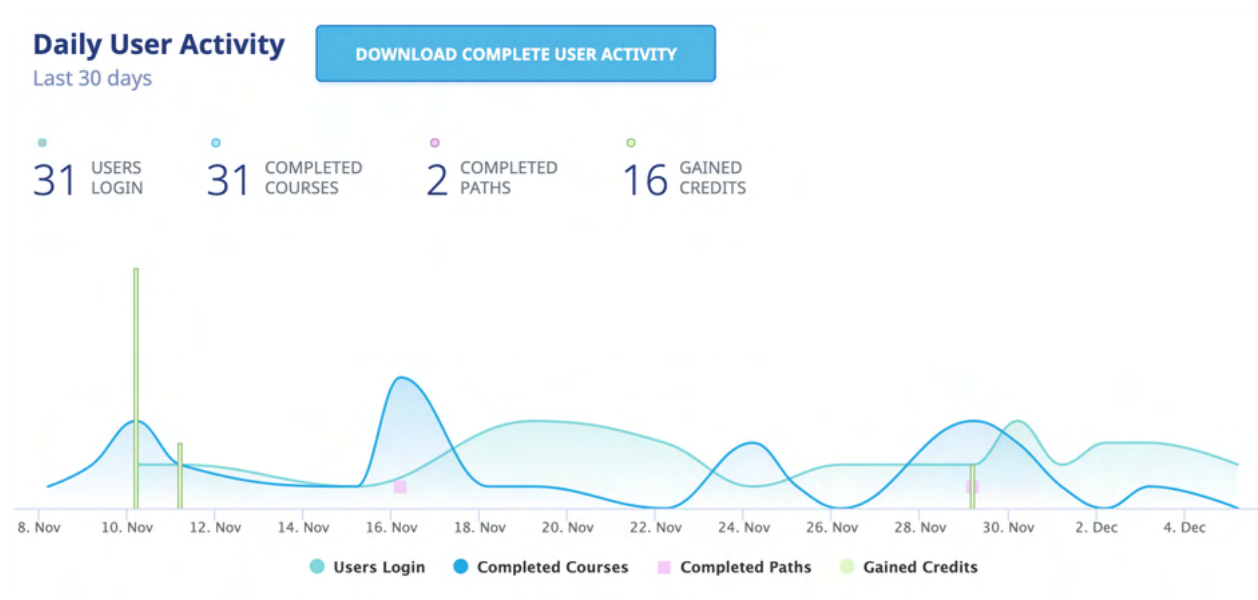 Daily User Activity
DOWNLOAD COMPLETE USER ACTIVITY
Last 30 days
31 USERS LOGIN
31 COMPLETED COURSES
2 COMPLETED PATHS
16 GAINED CREDITS
8. Nov 10. Nov 12. Nov 14. Nov 16. Nov 18. Nov 20. Nov 22. Nov 24. Nov 26. Nov 28. Nov 30. Nov 2. Dec 4. Dec
Users Login Completed Courses Completed Paths Gained Credits